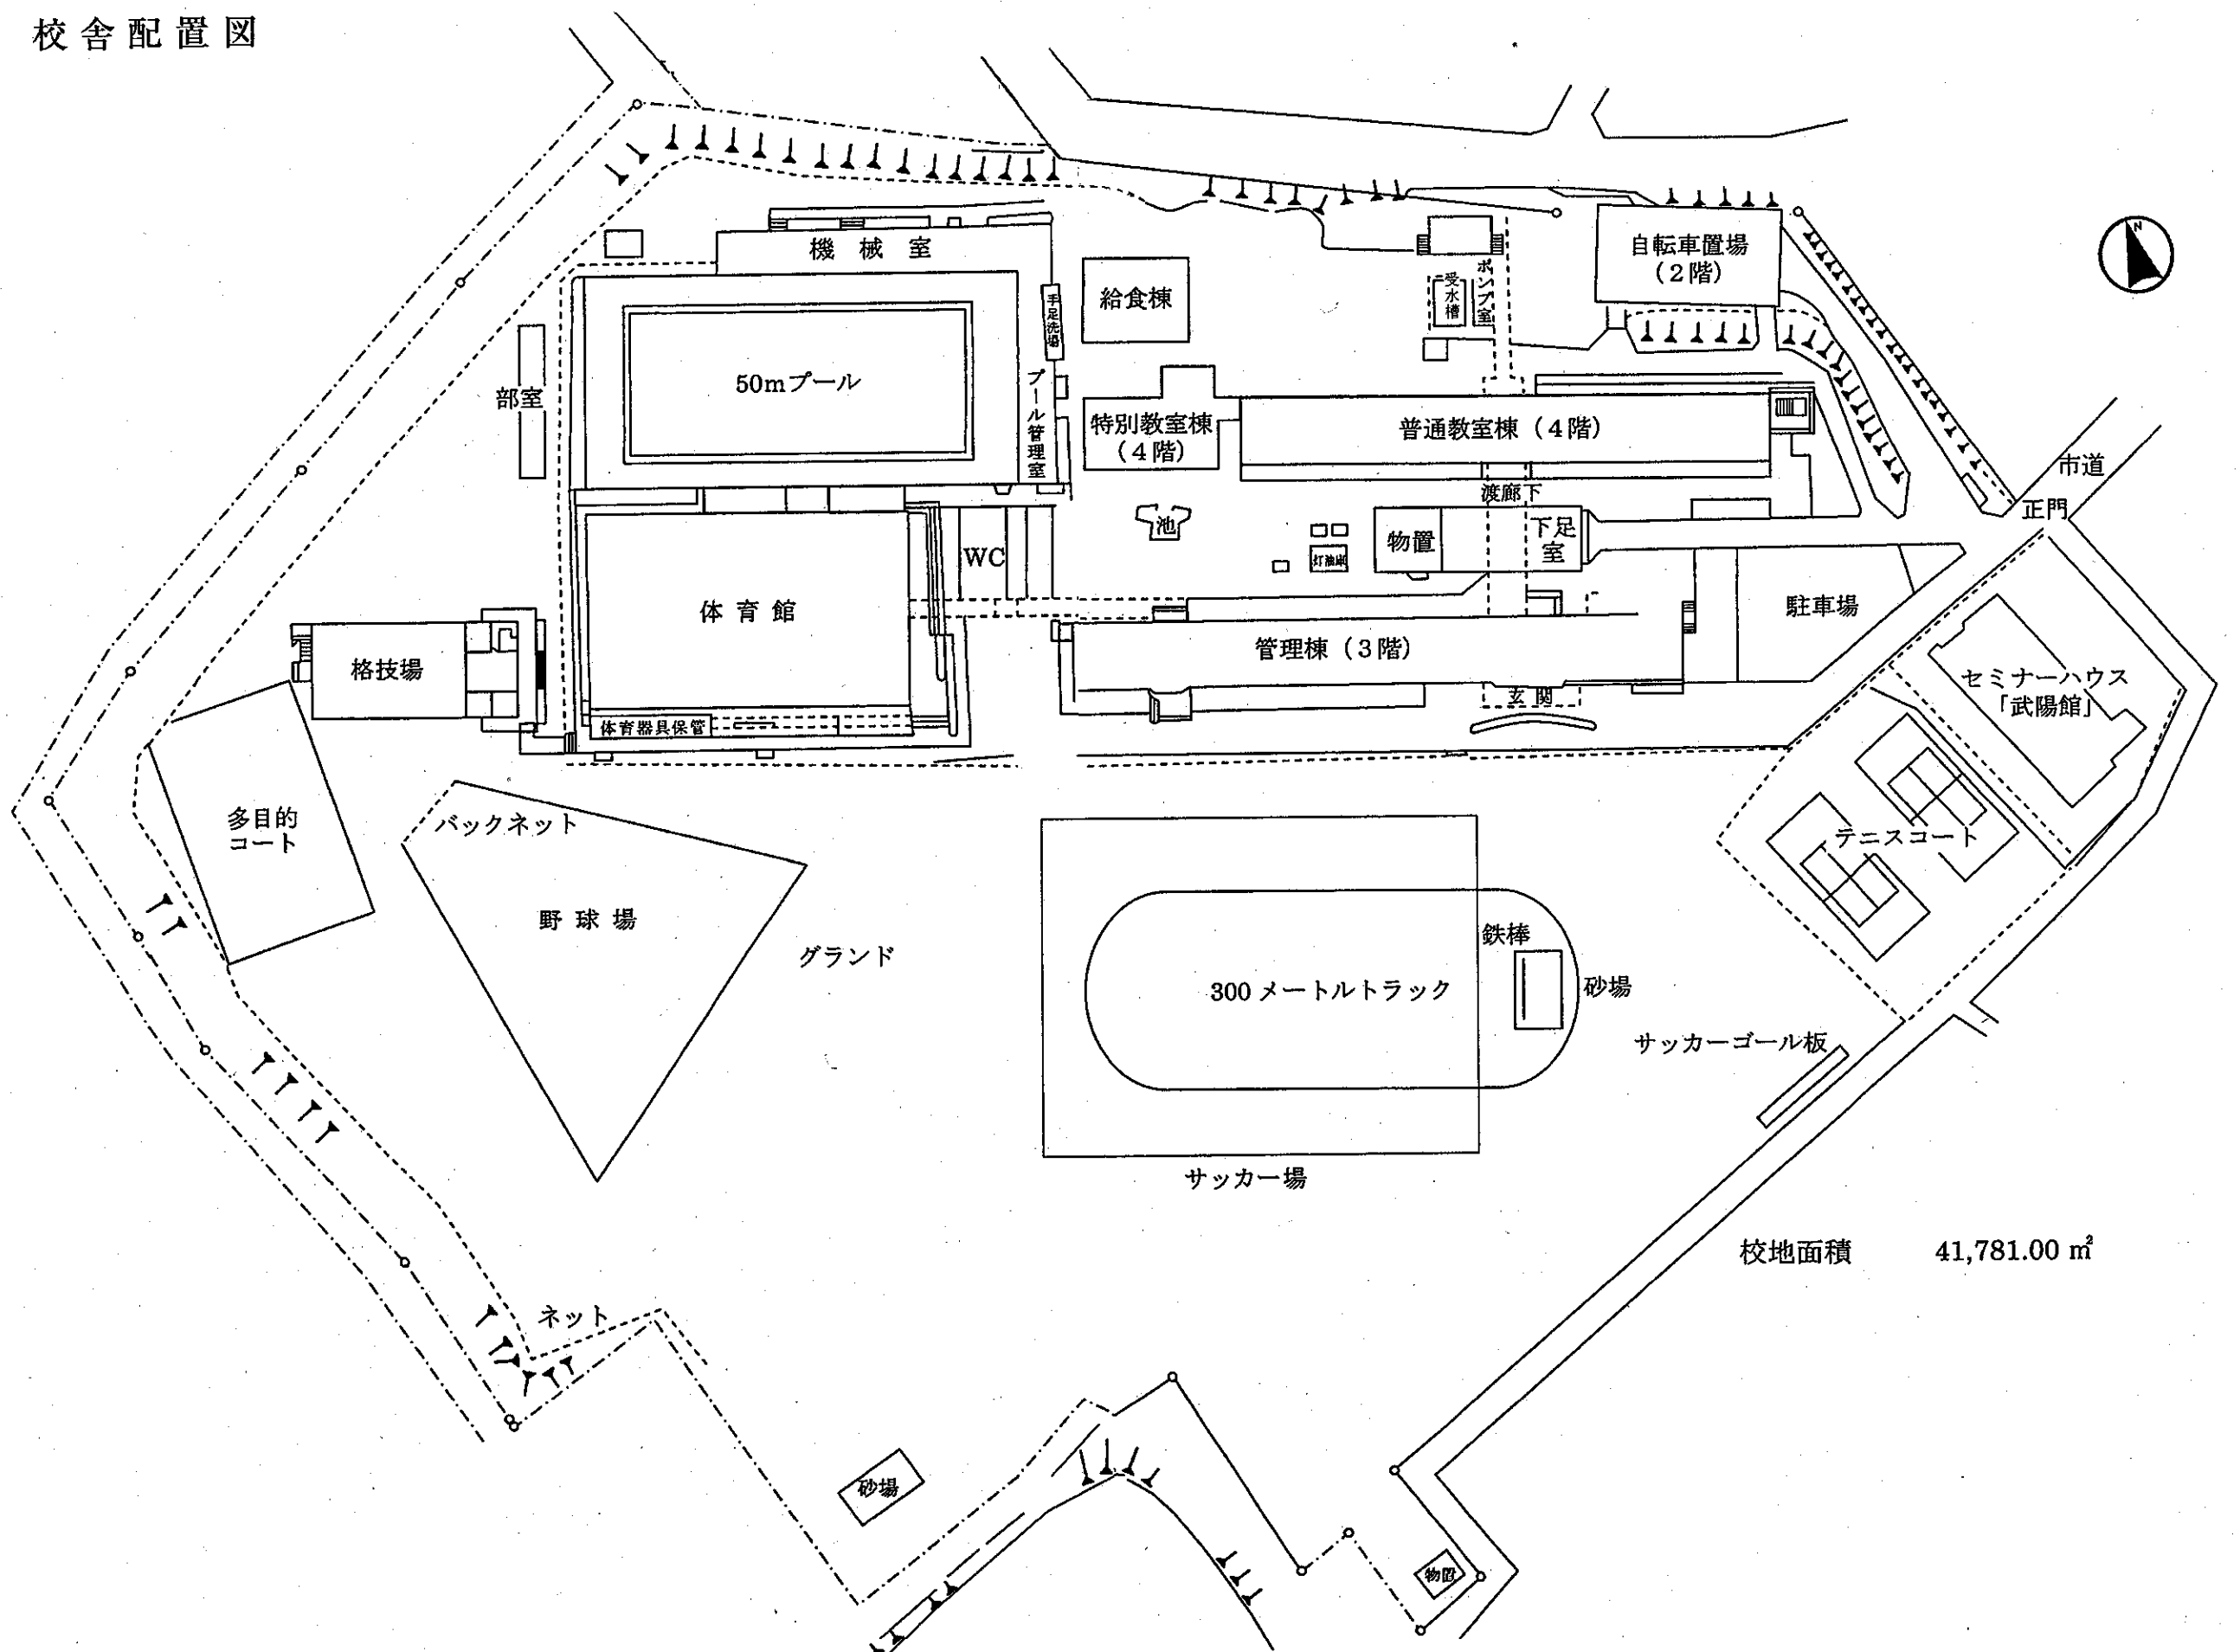 校舎配置図
N
機械室
自転車置場
(2階)
給食棟
手足洗場
受水槽
ポンプ室
50mプール
プール管理室
部室
特別教室棟
(4階)
普通教室棟(4階)
市道
正門
渡廊下
池
物置
下足
室
灯油庫
WC
体育館
駐車場
格技場
管理棟(3階)
玄関
セミナーハウス
「武陽館」
体育器具保管
多目的
コート
バックネット
テニスコート
野球場
グランド
鉄棒
300メートルトラック
砂場
サッカーゴール板
サッカー場
校地面積 41,781.00㎡
ネット
砂場
物置